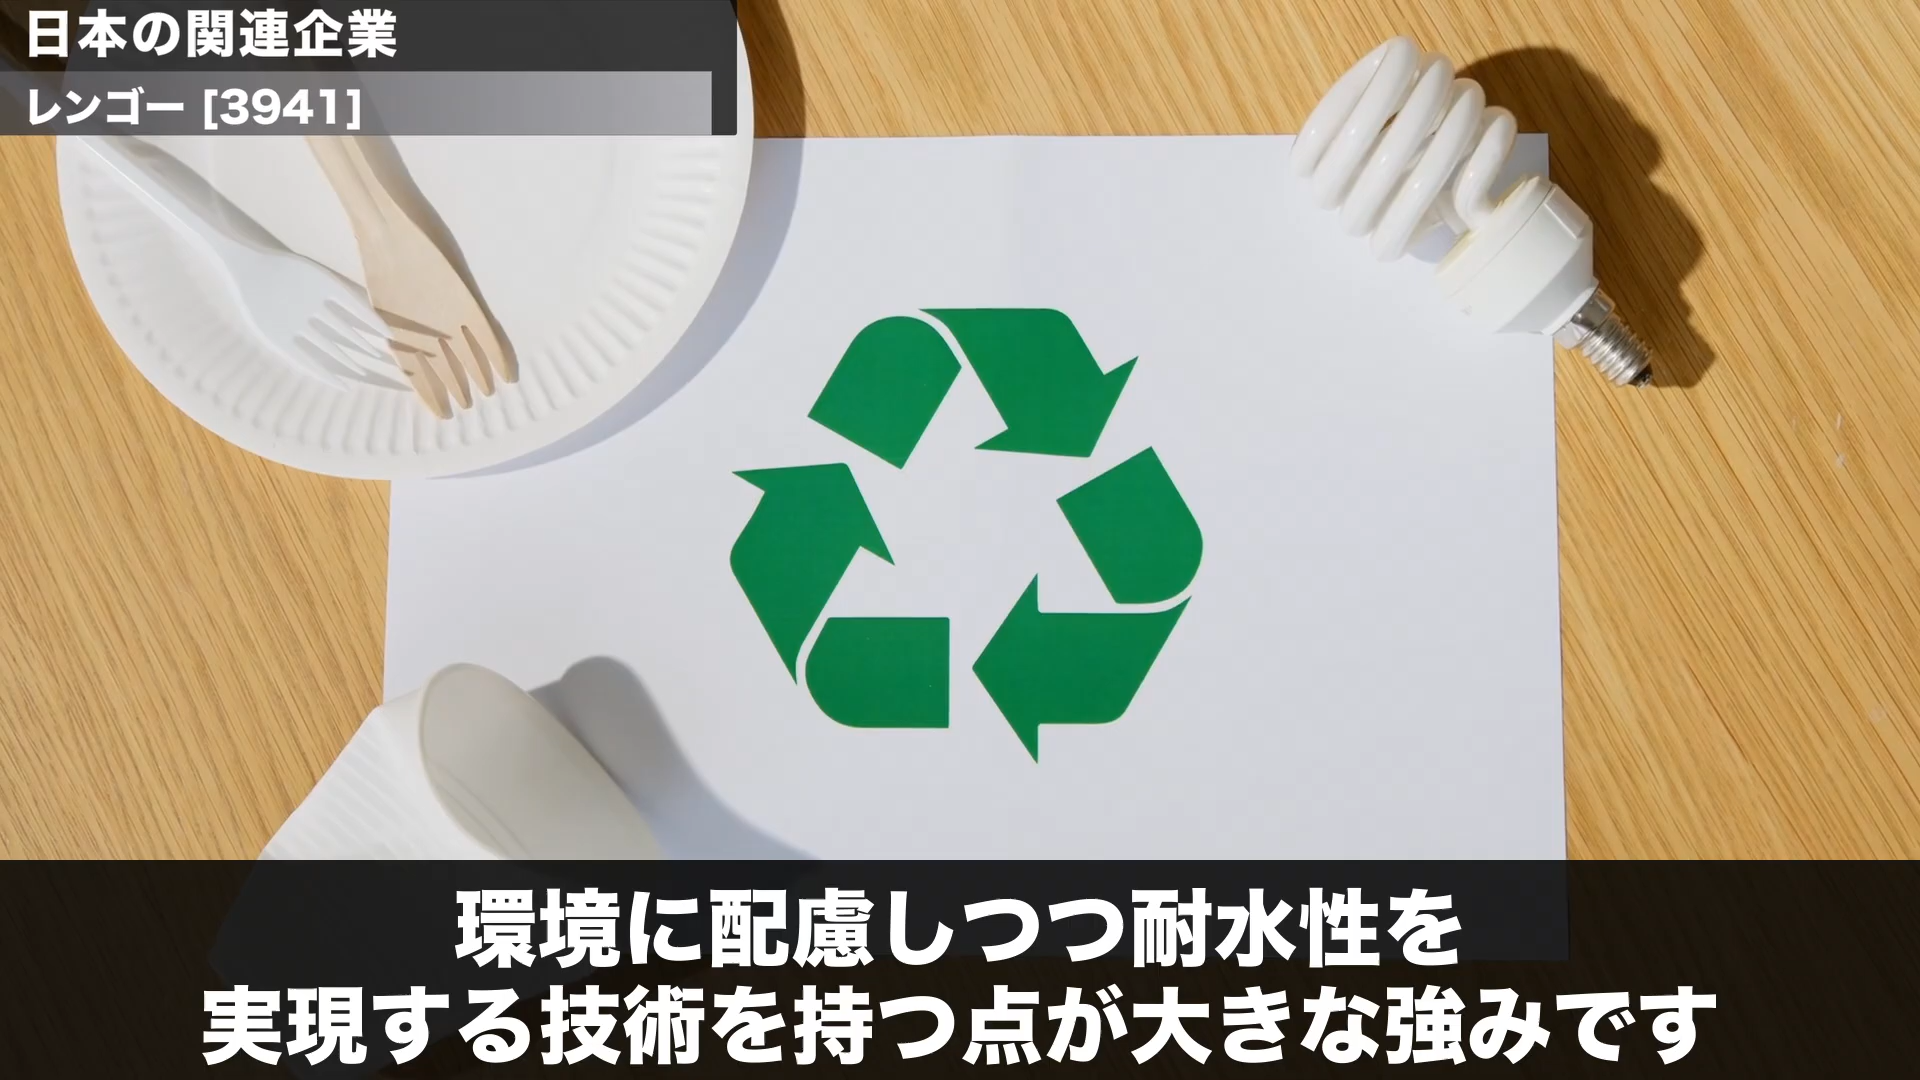 日本の関連企業
レンゴー [3941]
環境に配慮しつつ耐水性を
実現する技術を持つ点が大きな強みです